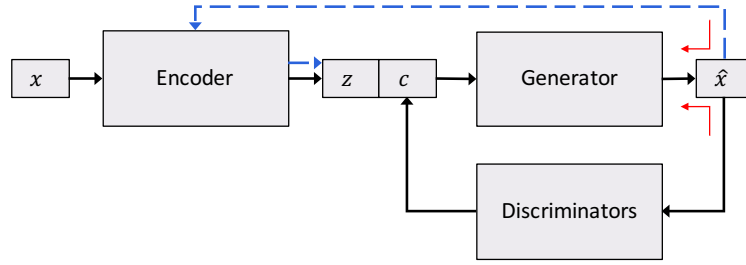 x
Encoder
z
c
Generator
x̂
Discriminators